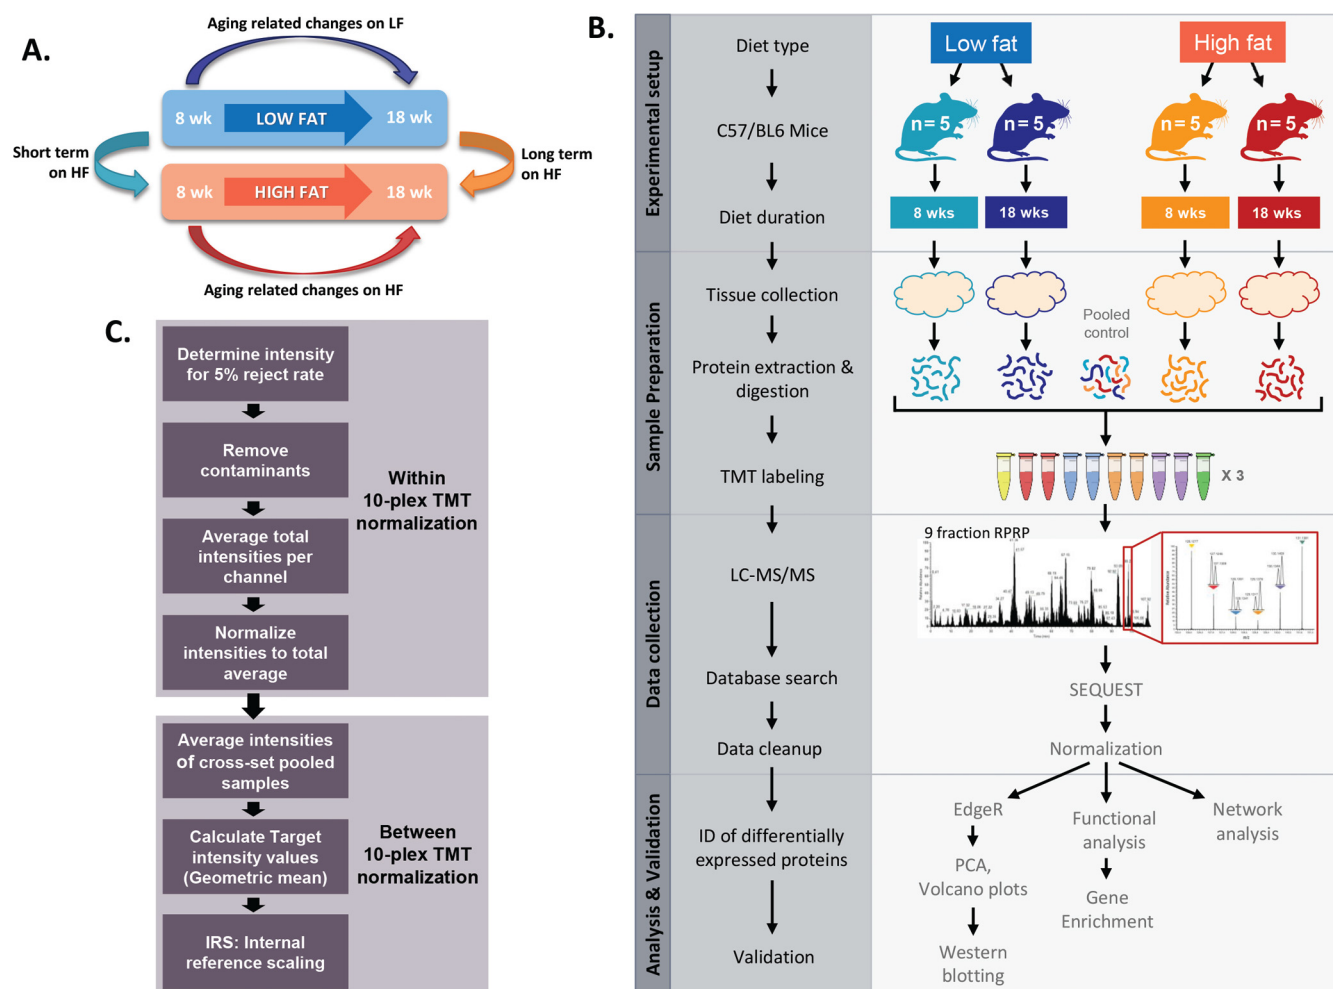 A.
Aging related changes on LF
8 wk
LOW FAT
18 wk
Short term
on HF
Long term
on HF
8 wk
HIGH FAT
18 wk
Aging related changes on HF
B.
Experimental setup
Diet type
C57/BL6 Mice
Diet duration
Low fat
High fat
n= 5
n= 5
n= 5
n= 5
8 wks
18 wks
8 wks
18 wks
Sample Preparation
Tissue collection
Protein extraction &
digestion
TMT labeling
Pooled
control
X 3
Data collection
LC-MS/MS
Database search
Data cleanup
9 fraction RPRP
SEQUEST
Normalization
Analysis & Validation
ID of differentially
expressed proteins
Validation
EdgeR
PCA,
Volcano plots
Western
blotting
Functional
analysis
Gene
Enrichment
Network
analysis
C.
Determine intensity
for 5% reject rate
Remove
contaminants
Average total
intensities per
channel
Normalize
intensities to total
average
Within
10-plex TMT
normalization
Average intensities
of cross-set pooled
samples
Calculate Target
intensity values
(Geometric mean)
IRS: Internal
reference scaling
Between
10-plex TMT
normalization